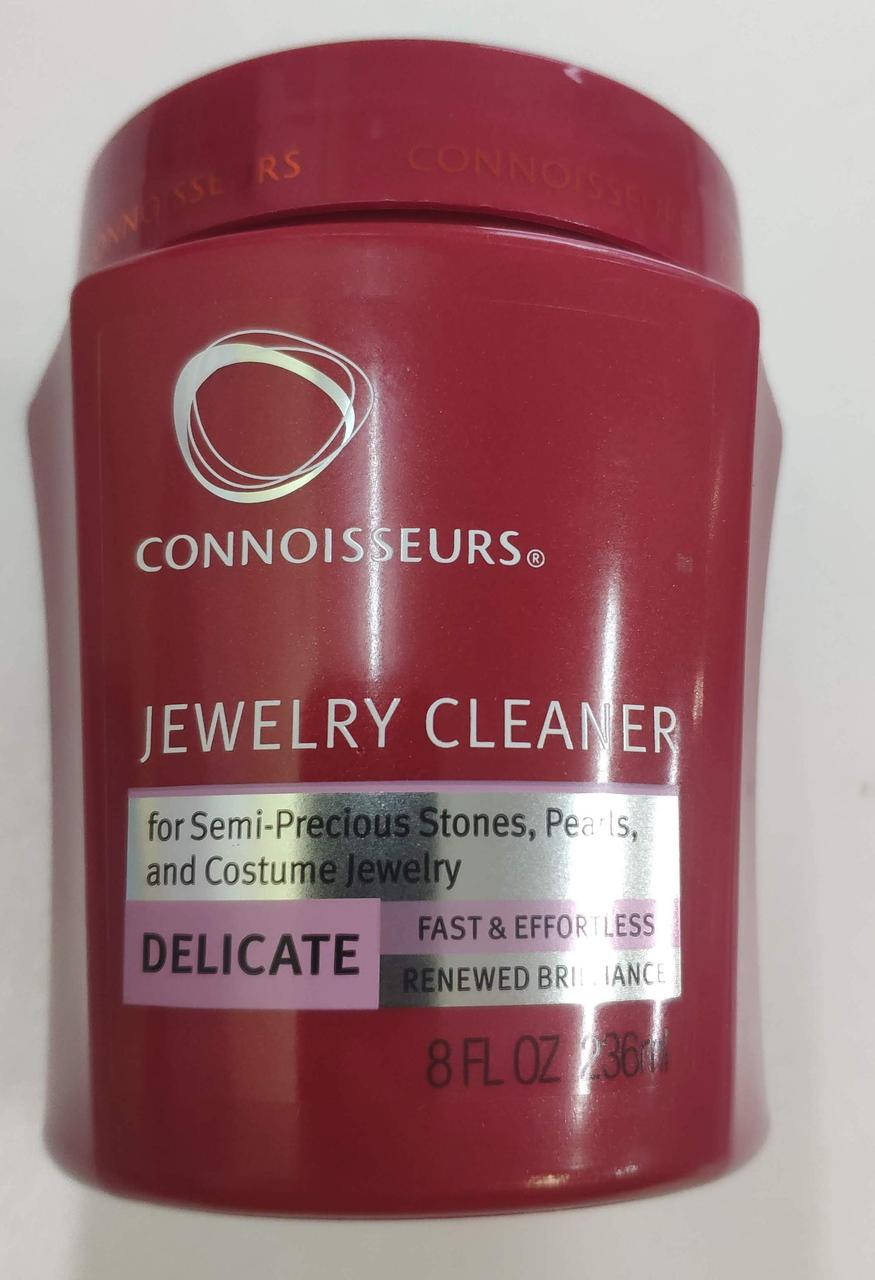 CONNOISSEURS
CONNOISSEURS®
JEWELRY CLEANER
for Semi-Precious Stones, Pearls,
and Costume Jewelry
DELICATE
FAST & EFFORTLESS
RENEWED BRILLIANCE
8 FL OZ 236ml